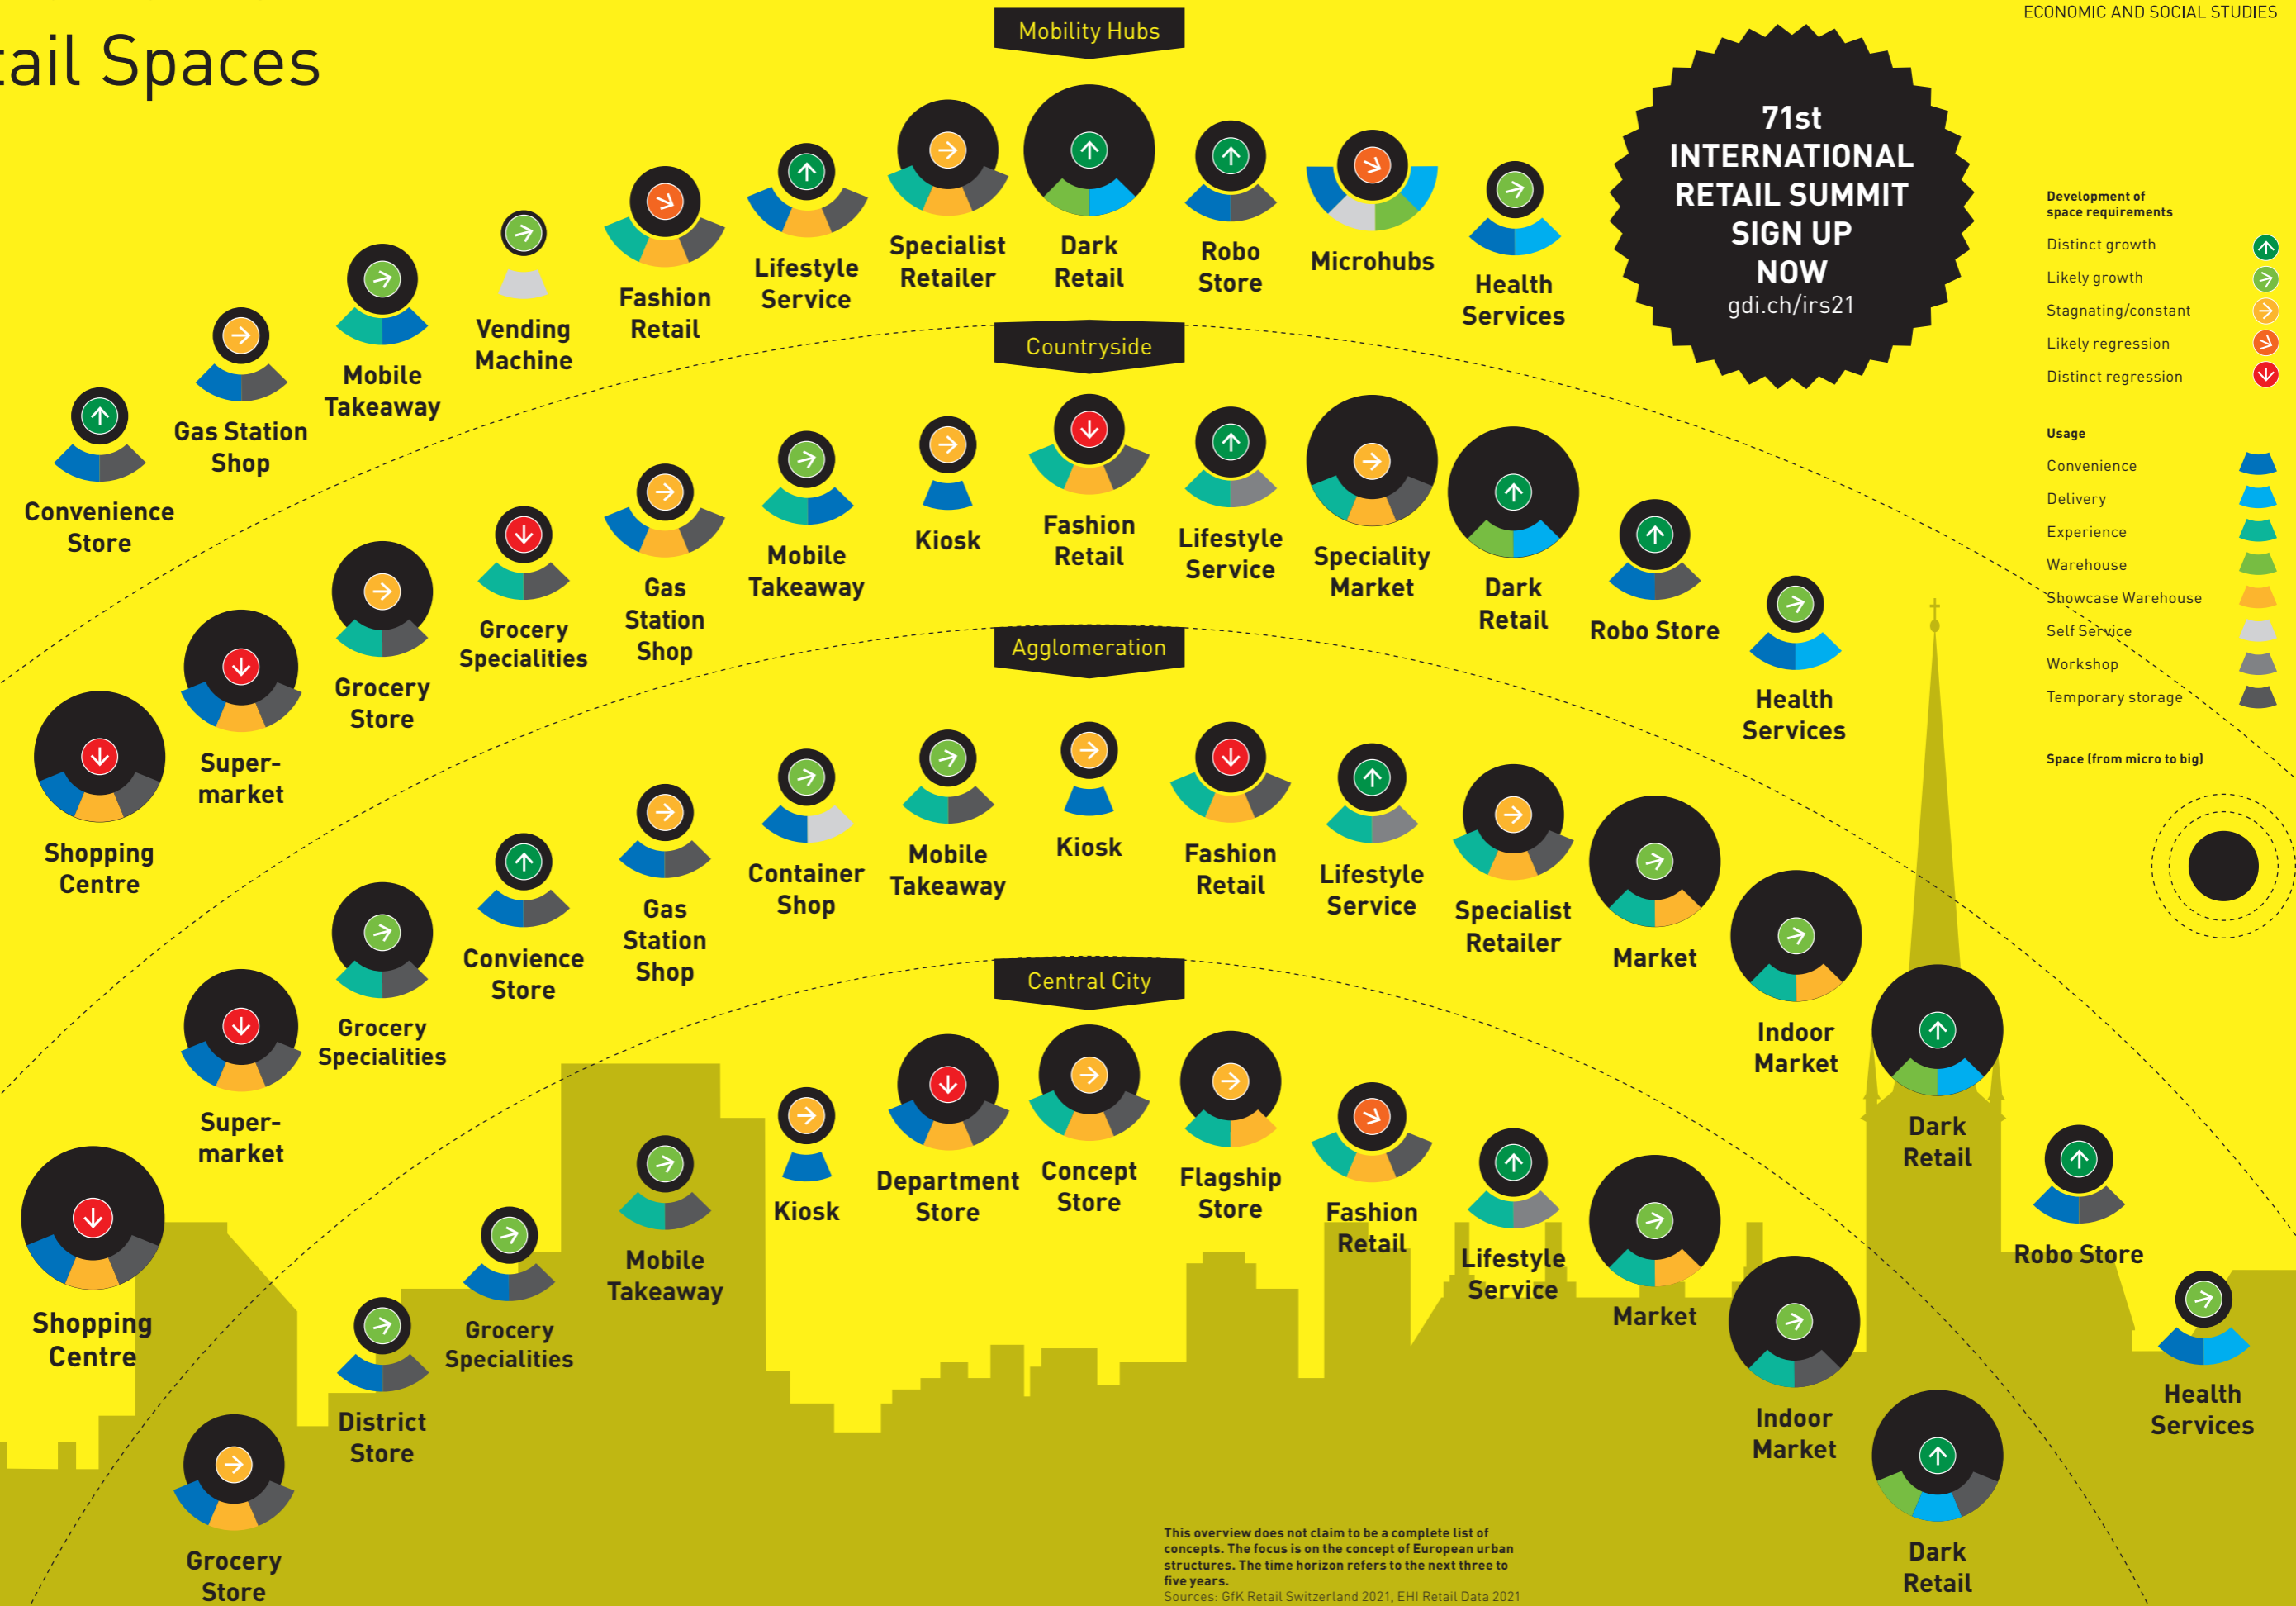 ECONOMIC AND SOCIAL STUDIES
tail Spaces
Mobility Hubs
Convenience
Store
Gas Station
Shop
Mobile
Takeaway
Vending
Machine
Fashion
Retail
Lifestyle
Service
Specialist
Retailer
Dark
Retail
Robo
Store
Microhubs
Health
Services
71st
INTERNATIONAL
RETAIL SUMMIT
SIGN UP
NOW
gdi.ch/irs21
Development of
space requirements
Distinct growth
Likely growth
Stagnating/constant
Likely regression
Distinct regression
Usage
Convenience
Delivery
Experience
Warehouse
Showcase Warehouse
Self Service
Workshop
Temporary storage
Space (from micro to big)
Countryside
Shopping
Centre
Super-
market
Grocery
Store
Grocery
Specialities
Gas
Station
Shop
Mobile
Takeaway
Kiosk
Fashion
Retail
Lifestyle
Service
Speciality
Market
Dark
Retail
Robo Store
Health
Services
Agglomeration
Shopping
Centre
Super-
market
Grocery
Specialities
Convience
Store
Gas
Station
Shop
Container
Shop
Mobile
Takeaway
Kiosk
Fashion
Retail
Lifestyle
Service
Specialist
Retailer
Market
Indoor
Market
Dark
Retail
Robo Store
Health
Services
Central City
Grocery
Store
District
Store
Grocery
Specialities
Mobile
Takeaway
Kiosk
Department
Store
Concept
Store
Flagship
Store
Fashion
Retail
Lifestyle
Service
Market
Indoor
Market
Dark
Retail
This overview does not claim to be a complete list of
concepts. The focus is on the concept of European urban
structures. The time horizon refers to the next three to
five years.
Sources: GfK Retail Switzerland 2021, EHI Retail Data 2021